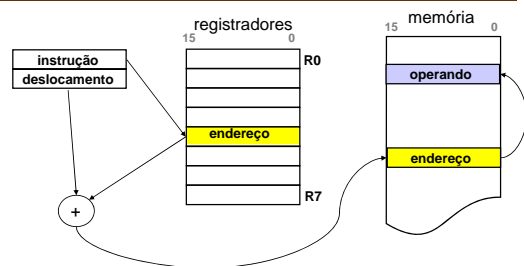 registradores
memória
15 0
15 0
instrução
deslocamento
R0
operando
endereço
endereço
R7
+